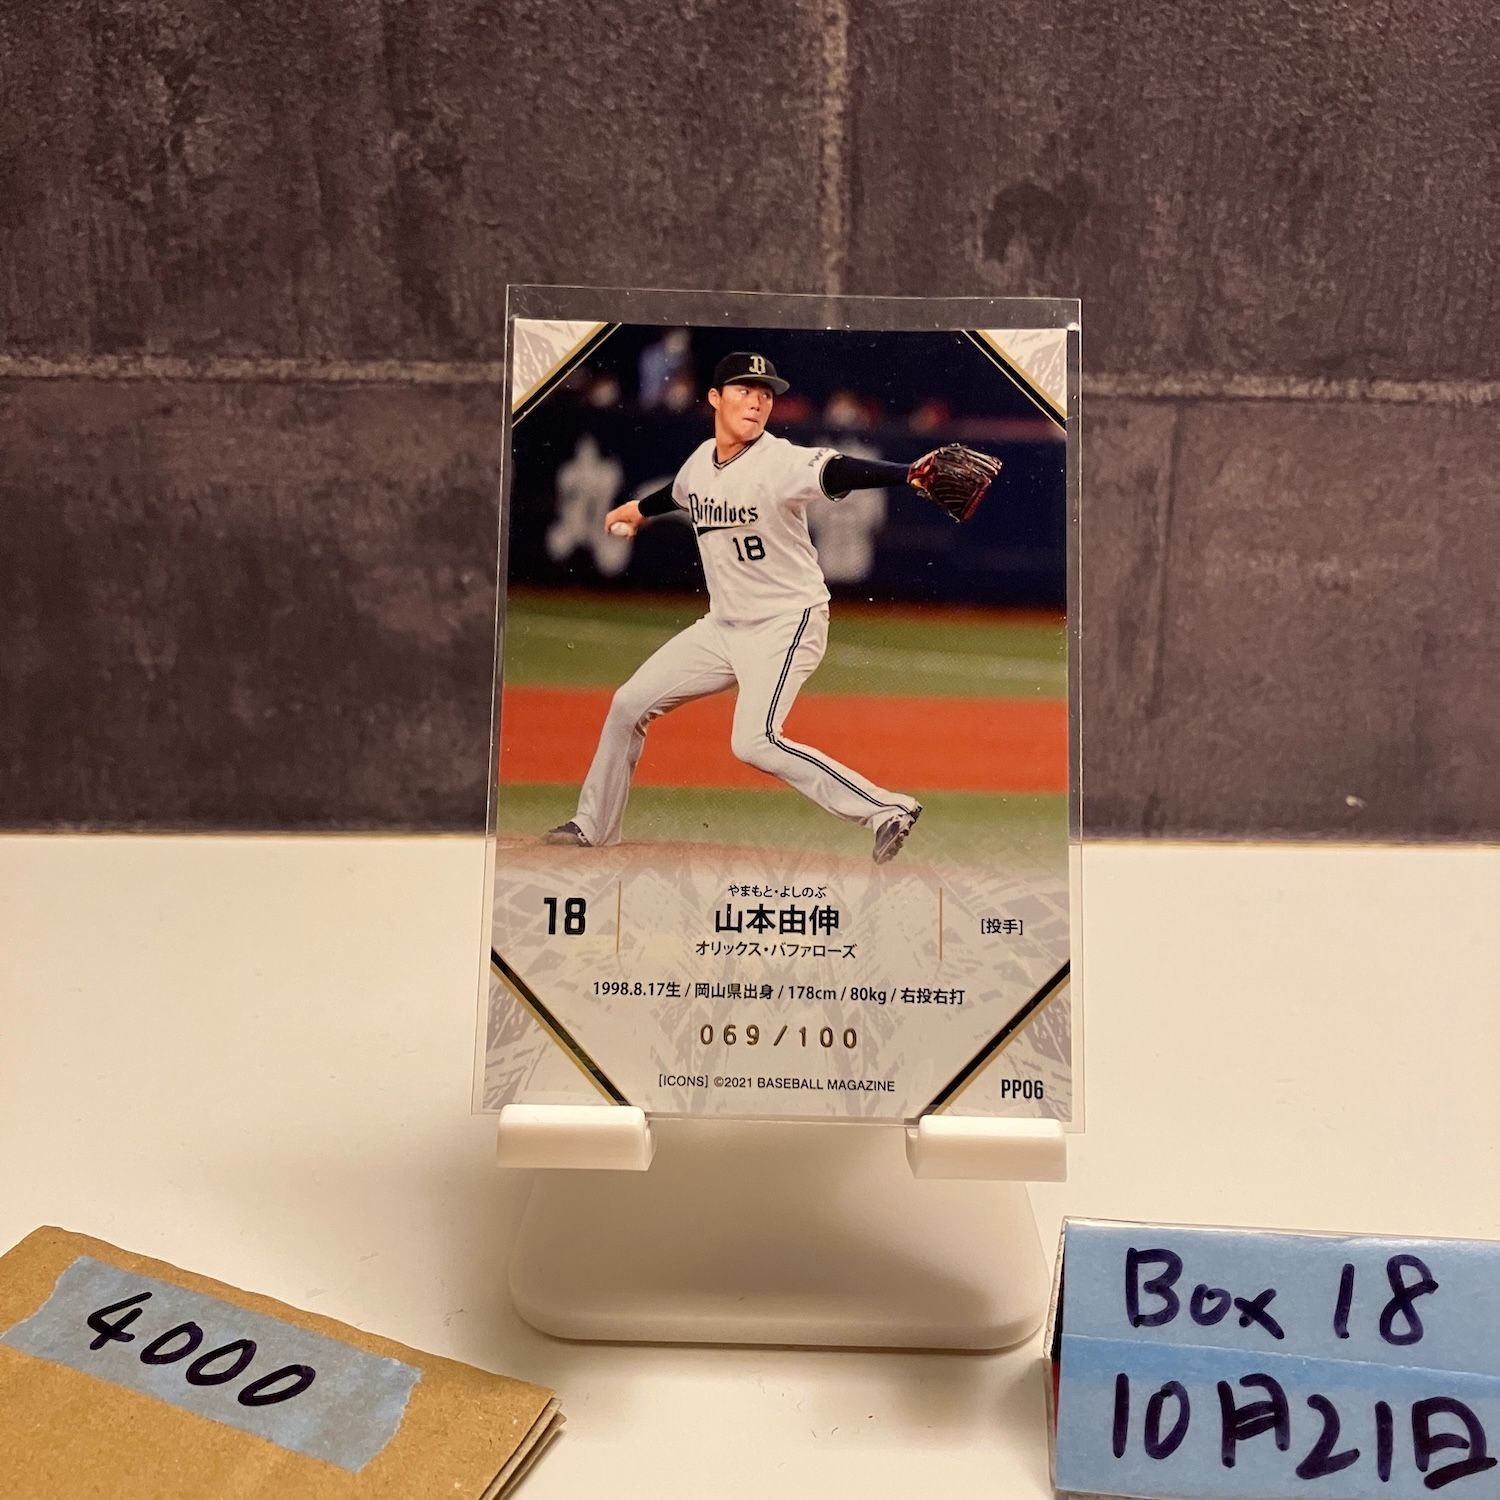 Buffaloes
18
18
やまもと・よしのぶ
山本由伸
オリックス・バファローズ
[投手]
1998.8.17生 / 岡山県出身 / 178cm / 80kg / 右投右打
069/100
[ICONS] ©2021 BASEBALL MAGAZINE
PP06
4000
Box 18
10月21日